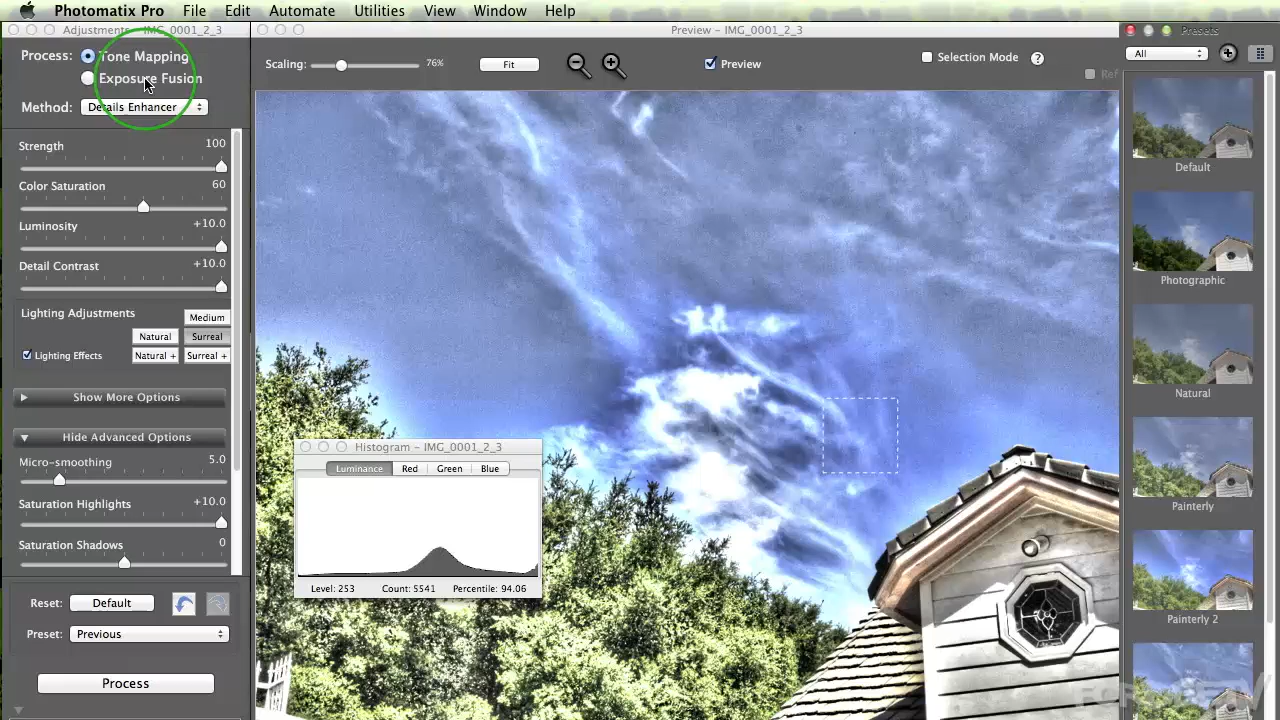 Photomatix Pro File Edit Automate Utilities View Window Help
Adjustments - IMG_0001_2_3
Preview - IMG_0001_2_3
Presets
Process: Tone Mapping
Exposure Fusion
Method: Details Enhancer
Scaling: 76% Fit Preview Selection Mode ?
Ref
All
Strength 100
Color Saturation 60
Luminosity +10.0
Detail Contrast +10.0
Lighting Adjustments Medium
Natural Surreal
Lighting Effects Natural + Surreal +
Show More Options
Hide Advanced Options
Micro-smoothing 5.0
Saturation Highlights +10.0
Saturation Shadows 0
Reset: Default
Preset: Previous
Process
Histogram - IMG_0001_2_3
Luminance Red Green Blue
Level: 253 Count: 5541 Percentile: 94.06
Default
Photographic
Natural
Painterly
Painterly 2